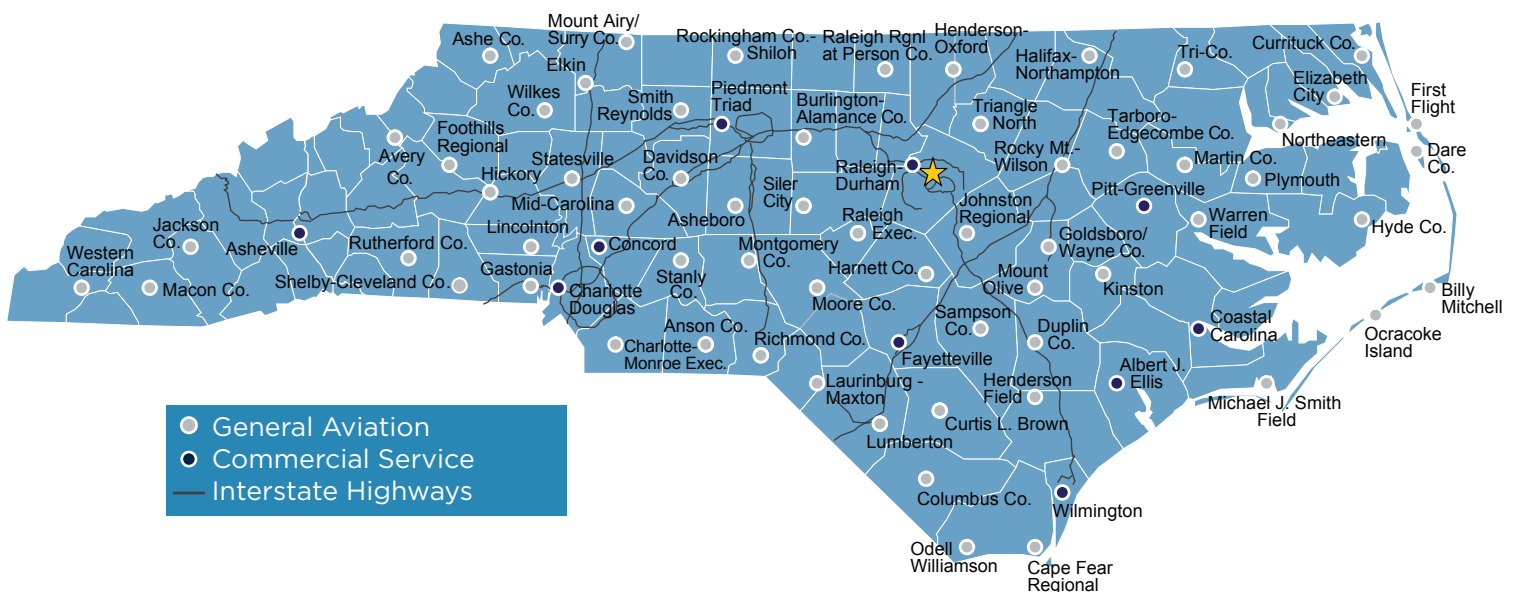 Ashe Co.
Mount Airy/
Surry Co.
Elkin
Wilkes
Co.
Rockingham Co.-
Shiloh
Raleigh Rgnl
at Person Co.
Henderson-
Oxford
Halifax-
Northampton
Tri-Co.
Currituck Co.
Elizabeth
City
First
Flight
Smith
Reynolds
Piedmont
Triad
Burlington-
Alamance Co.
Triangle
North
Tarboro-
Edgecombe Co.
Northeastern
Dare
Co.
Avery
Co.
Foothills
Regional
Hickory
Statesville
Davidson
Co.
Siler
City
Raleigh-
Durham
Rocky Mt.-
Wilson
Martin Co.
Plymouth
Pitt-Greenville
Mid-Carolina
Asheboro
Raleigh
Exec.
Johnston
Regional
Goldsboro/
Wayne Co.
Warren
Field
Hyde Co.
Western
Carolina
Jackson
Co.
Macon Co.
Asheville
Rutherford Co.
Shelby-Cleveland Co.
Lincolnton
Gastonia
Concord
Charlotte
Douglas
Stanly
Co.
Montgomery
Co.
Harnett Co.
Moore Co.
Mount
Olive
Kinston
Billy
Mitchell
Ocracoke
Island
Anson Co.
Charlotte-
Monroe Exec.
Richmond Co.
Fayetteville
Sampson
Co.
Duplin
Co.
Coastal
Carolina
Albert J.
Ellis
Michael J. Smith
Field
Laurinburg -
Maxton
Lumberton
Henderson
Field
Curtis L. Brown
Columbus Co.
Wilmington
Odell
Williamson
Cape Fear
Regional
General Aviation
Commercial Service
Interstate Highways